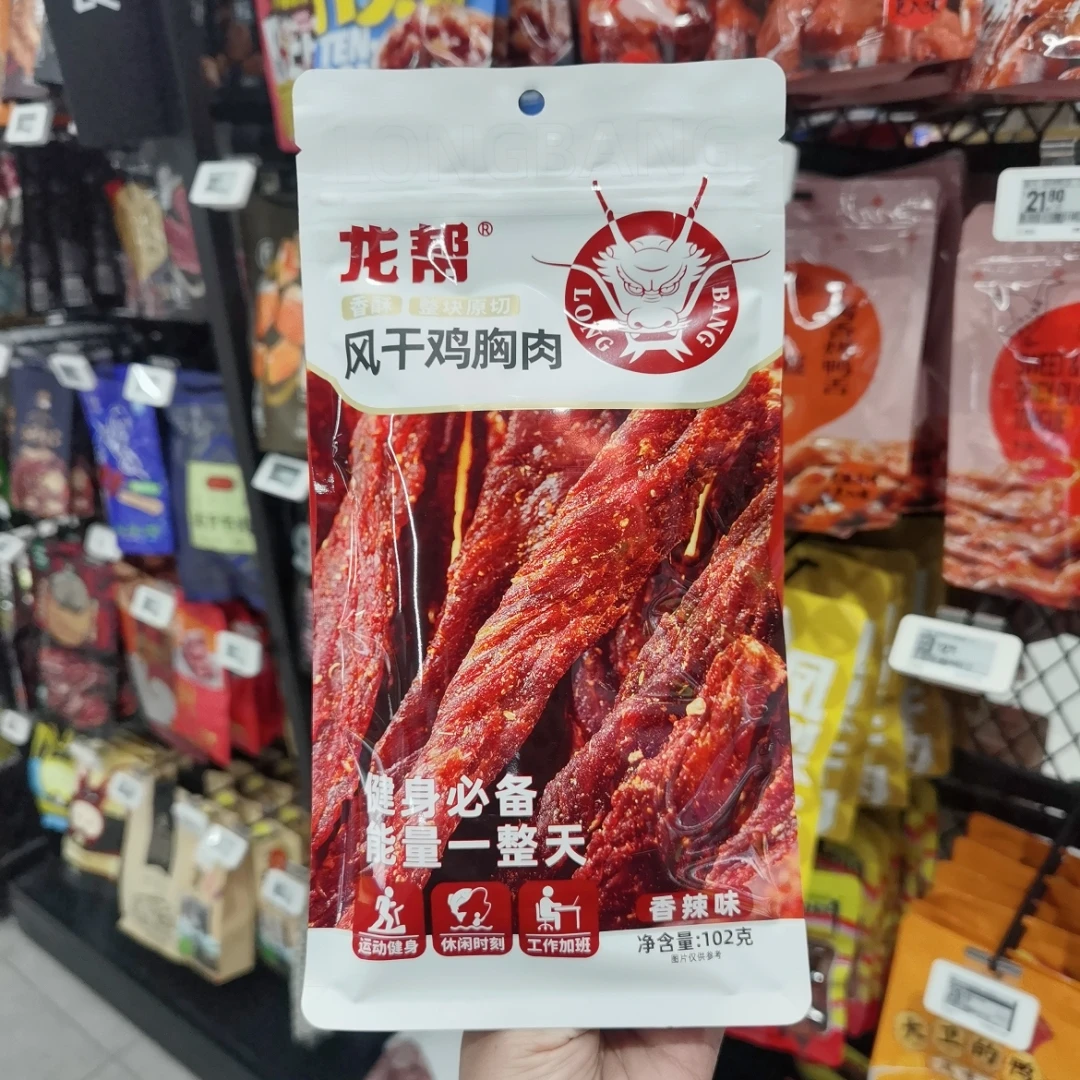 LONGBANG
龙帮®
LONG BANG
香酥 整块原切
风干鸡胸肉
健身必备
能量一整天
运动健身 休闲时刻 工作加班
香辣味
净含量:102克
图片仅供参考
21.80